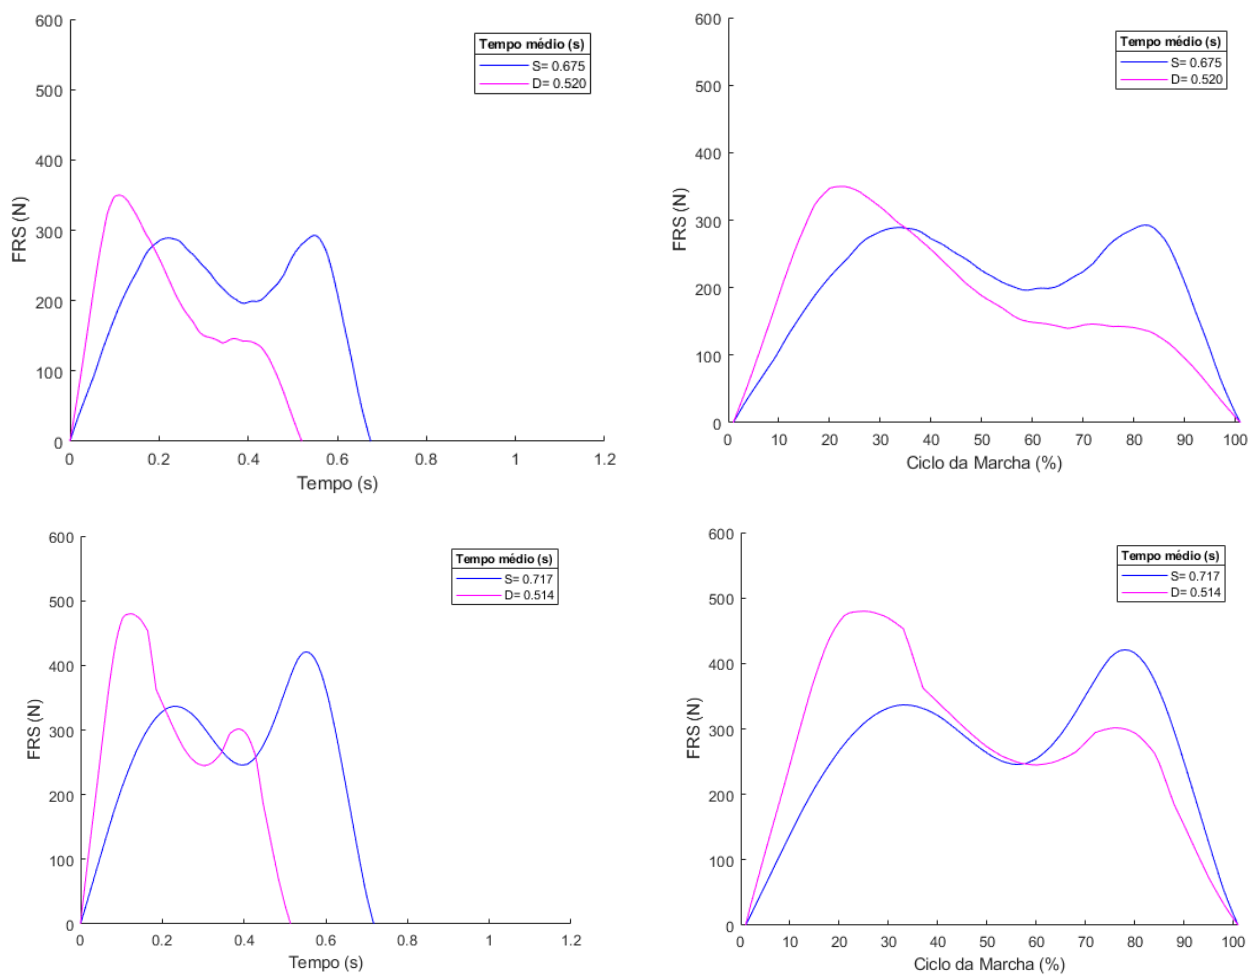 600
500
400
300
200
100
0
FRS (N)
Tempo médio (s)
S= 0.675
D= 0.520
0 0.2 0.4 0.6 0.8 1 1.2
Tempo (s)
600
500
400
300
200
100
0
FRS (N)
Tempo médio (s)
S= 0.675
D= 0.520
0 10 20 30 40 50 60 70 80 90 100
Ciclo da Marcha (%)
600
500
400
300
200
100
0
FRS (N)
Tempo médio (s)
S= 0.717
D= 0.514
0 0.2 0.4 0.6 0.8 1 1.2
Tempo (s)
600
500
400
300
200
100
0
FRS (N)
Tempo médio (s)
S= 0.717
D= 0.514
0 10 20 30 40 50 60 70 80 90 100
Ciclo da Marcha (%)